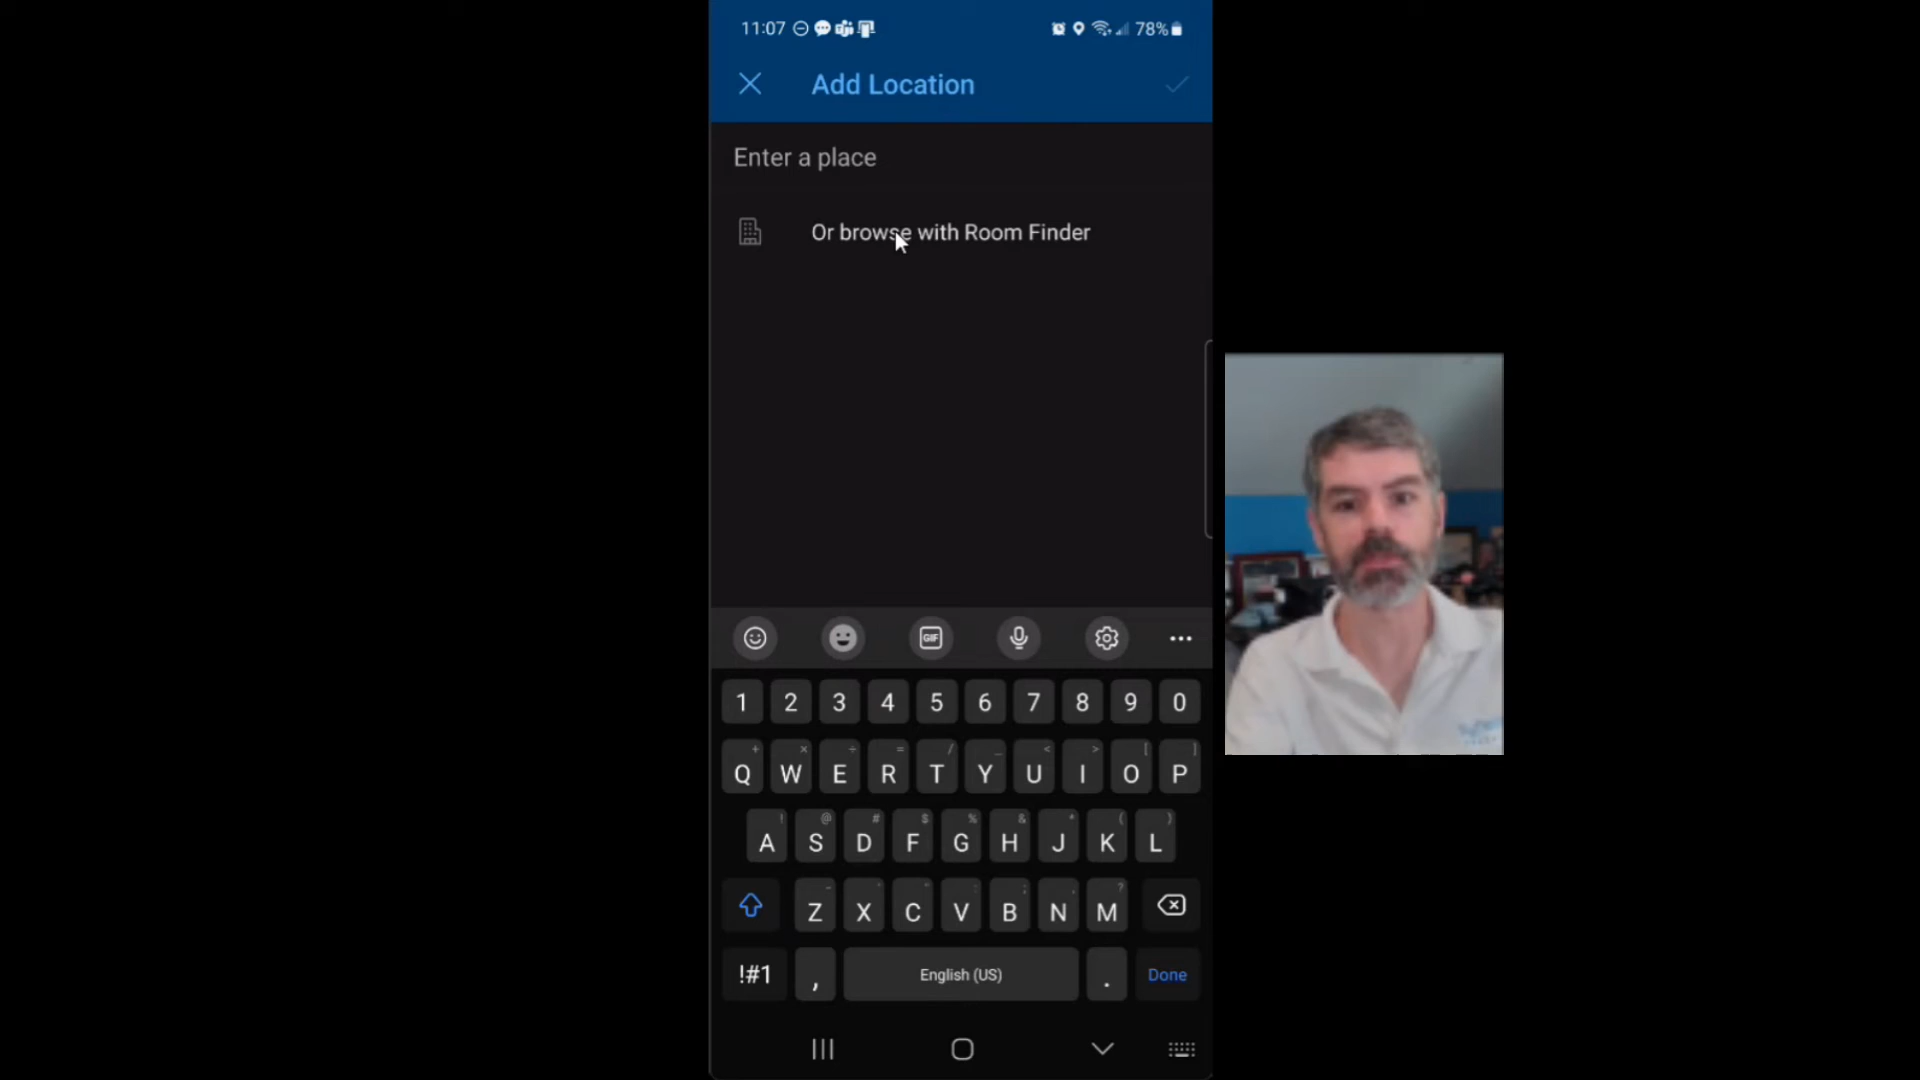 11:07
78%
Add Location
Enter a place
Or browse with Room Finder
GIF
1 2 3 4 5 6 7 8 9 0
Q W E R T Y U I O P
A S D F G H J K L
Z X C V B N M
!#1 , English (US) . Done